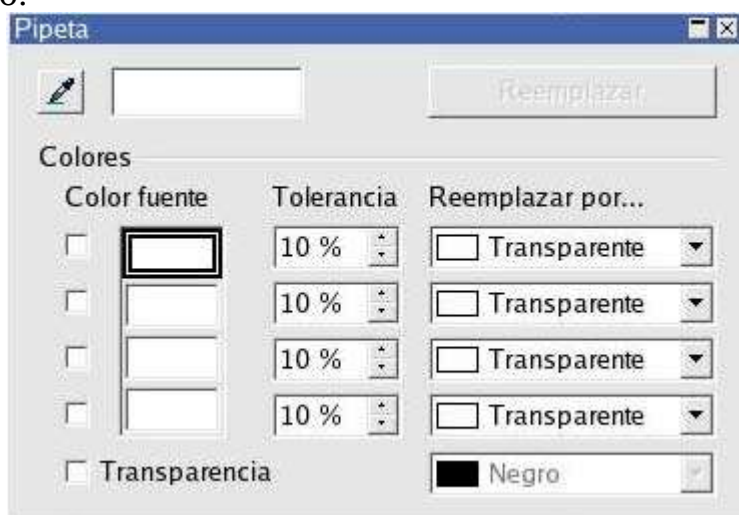 o.
Pipeta
Reemplazar
Colores
Color fuente Tolerancia Reemplazar por...
10 % Transparente
10 % Transparente
10 % Transparente
10 % Transparente
Transparencia Negro